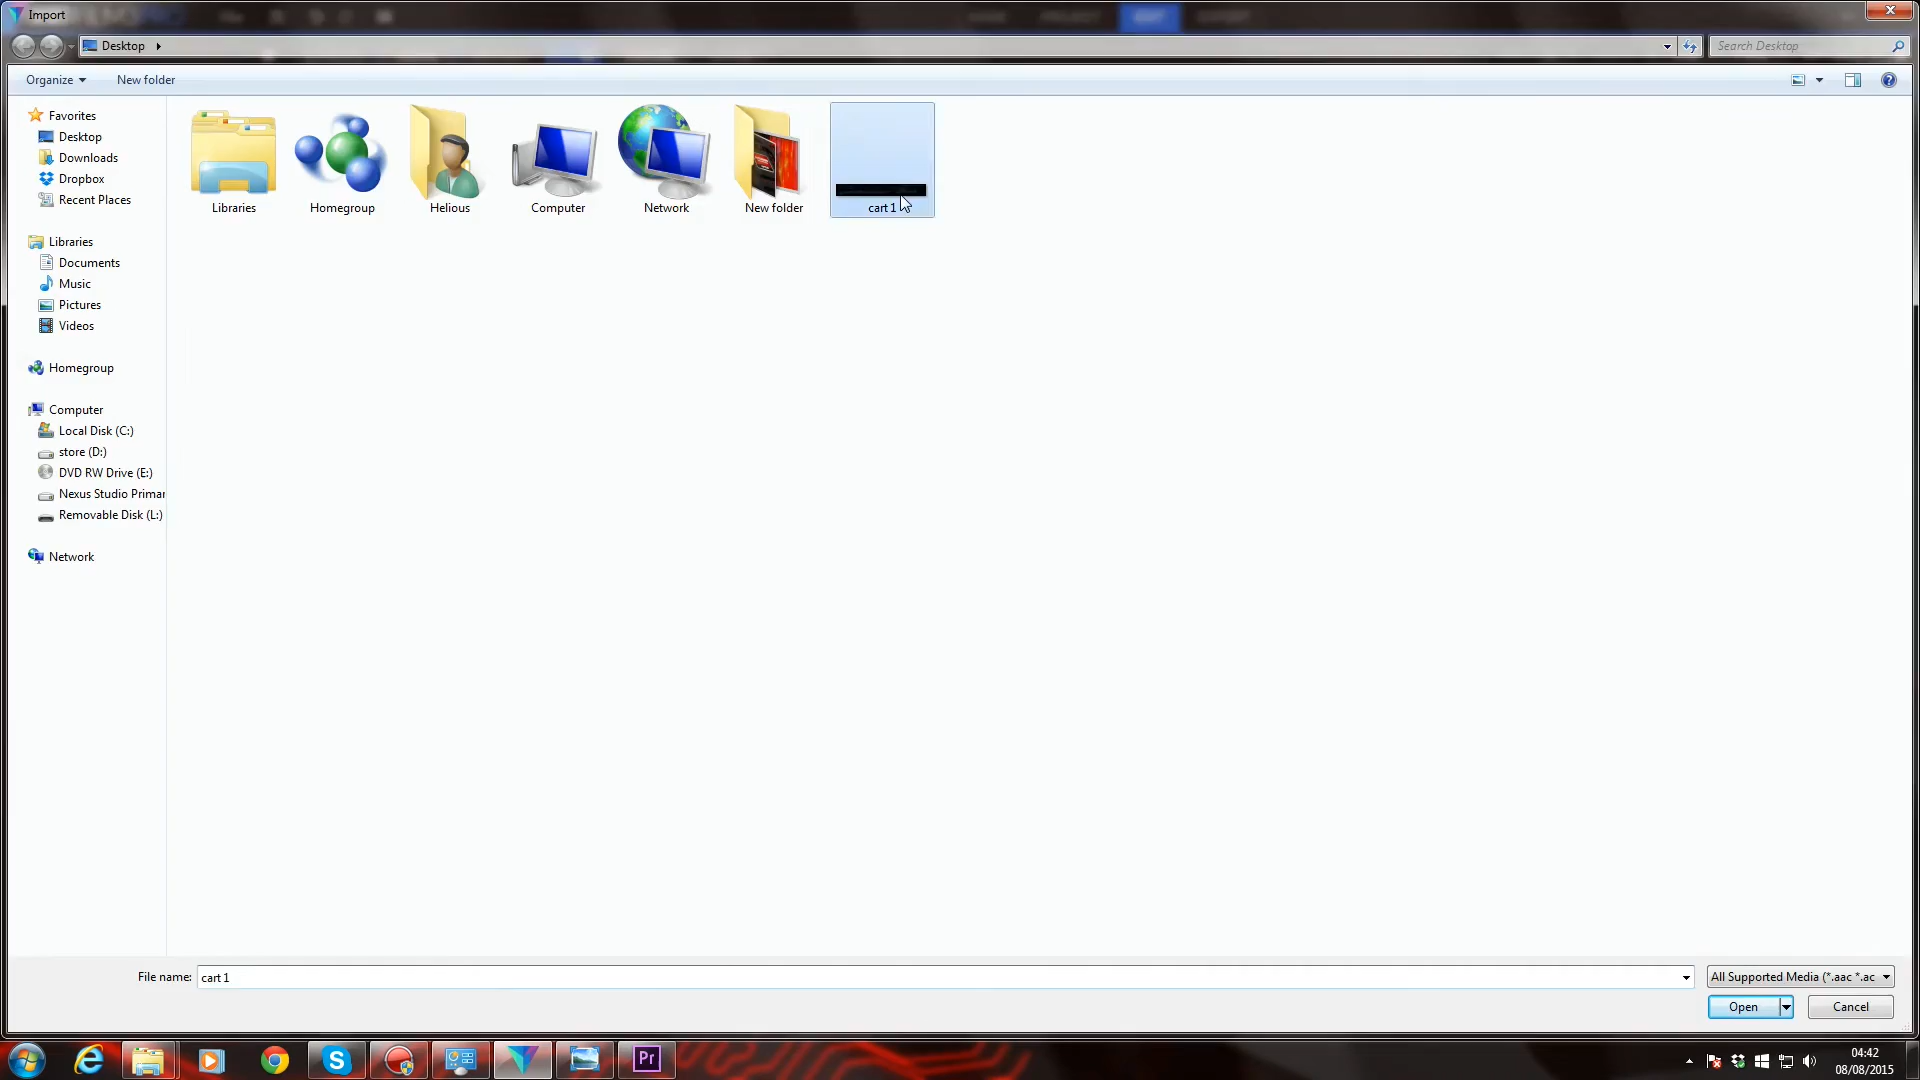 Import
Desktop
Search Desktop
Organize
New folder
Favorites
Desktop
Downloads
Dropbox
Recent Places
Libraries
Documents
Music
Pictures
Videos
Homegroup
Computer
Local Disk (C:)
store (D:)
DVD RW Drive (E:)
Nexus Studio Primar
Removable Disk (L:)
Network
Libraries
Homegroup
Helious
Computer
Network
New folder
cart 1
File name:
cart 1
All Supported Media (*.aac *.ac
Open
Cancel
Pr
04:42
08/08/2015